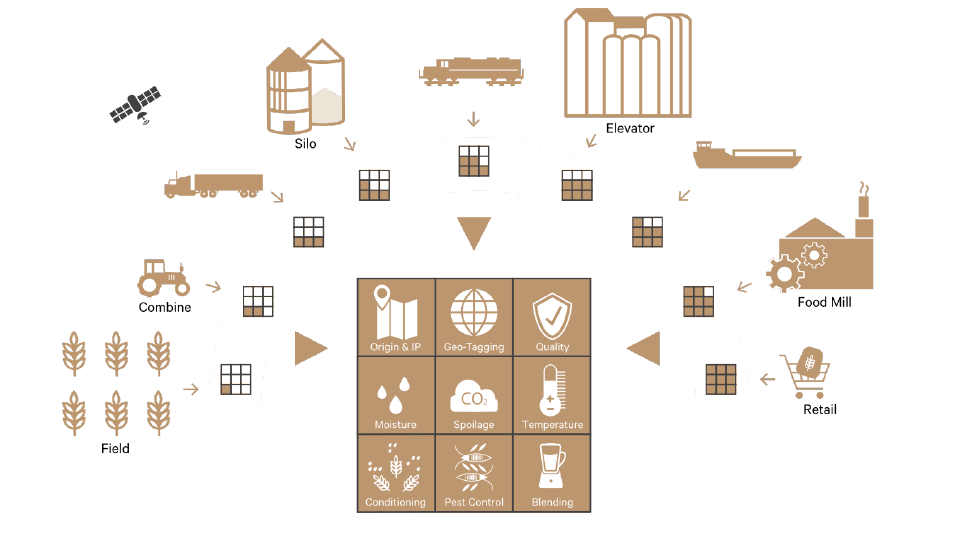 Silo
Elevator
Combine
Food Mill
Origin & IP
Geo-Tagging
Quality
Moisture
CO₂
Spoilage
Temperature
Retail
Field
Conditioning
Pest Control
Blending